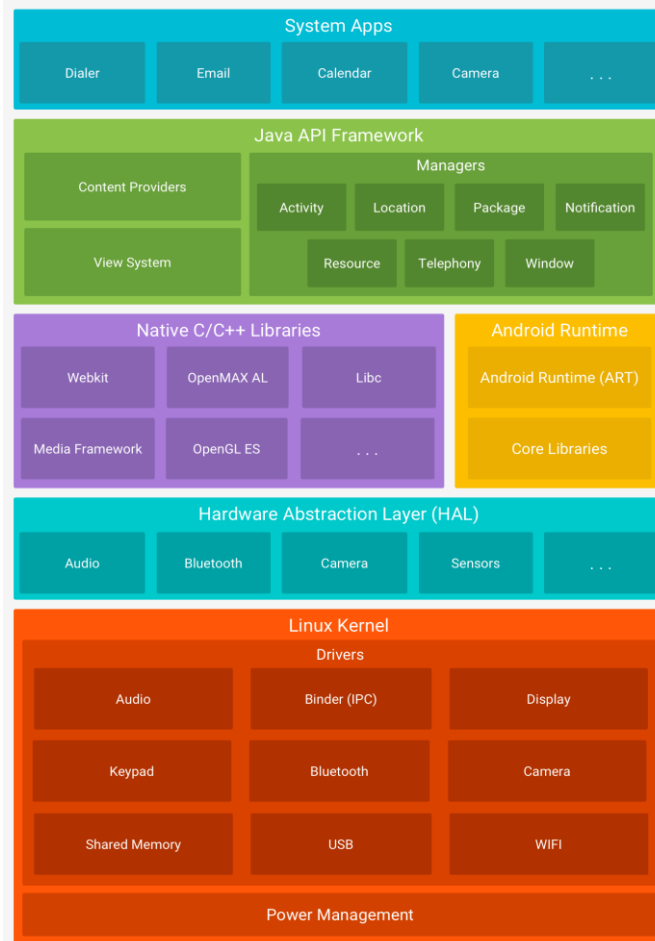 System Apps
Dialer
Email
Calendar
Camera
. . .
Java API Framework
Content Providers
View System
Managers
Activity
Location
Package
Notification
Resource
Telephony
Window
Native C/C++ Libraries
Webkit
OpenMAX AL
Libc
Media Framework
OpenGL ES
. . .
Android Runtime
Android Runtime (ART)
Core Libraries
Hardware Abstraction Layer (HAL)
Audio
Bluetooth
Camera
Sensors
. . .
Linux Kernel
Drivers
Audio
Binder (IPC)
Display
Keypad
Bluetooth
Camera
Shared Memory
USB
WIFI
Power Management